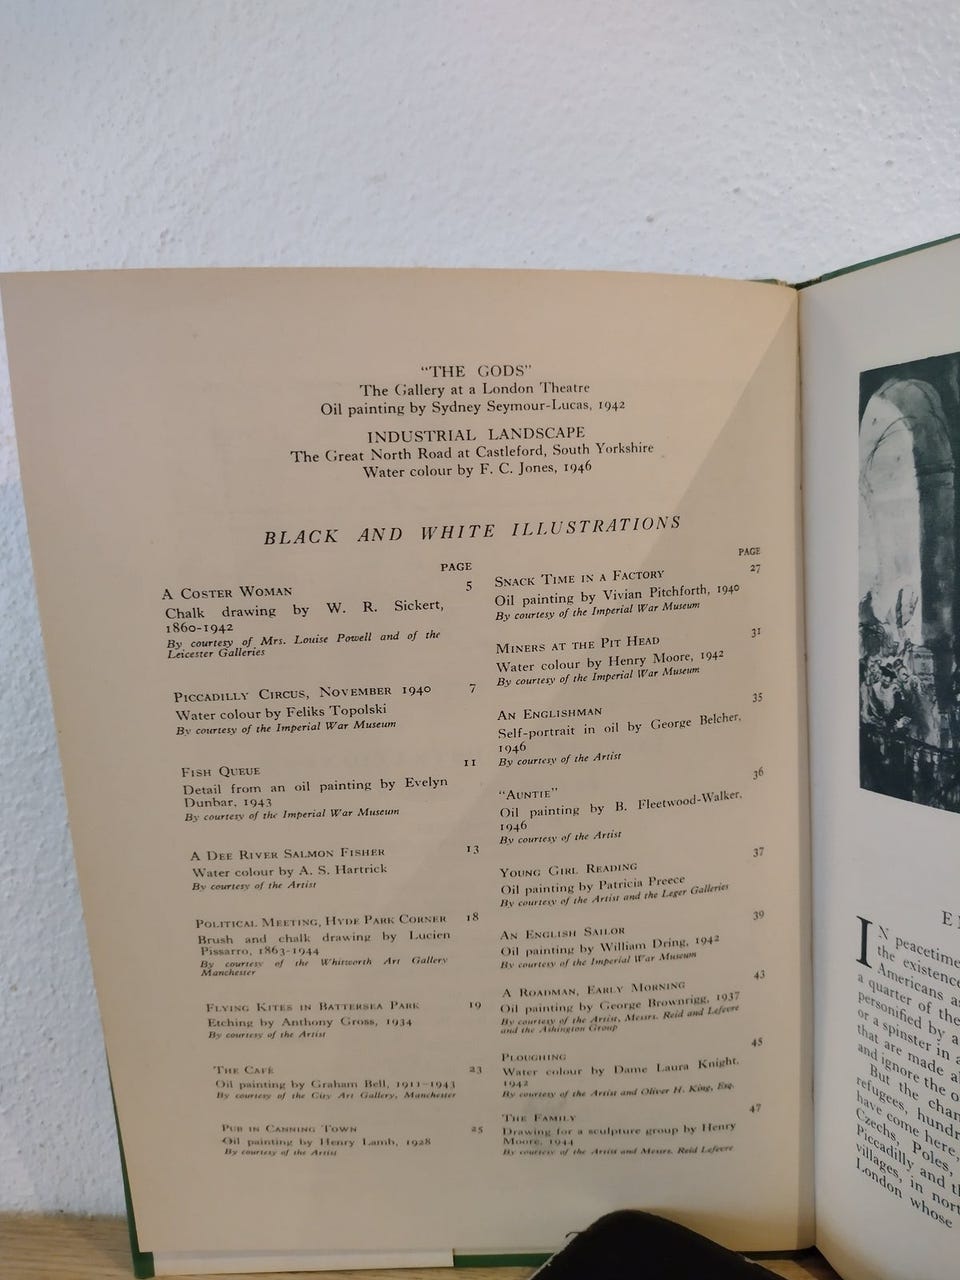 "THE GODS"
The Gallery at a London Theatre
Oil painting by Sydney Seymour-Lucas, 1942
INDUSTRIAL LANDSCAPE
The Great North Road at Castleford, South Yorkshire
Water colour by F. C. Jones, 1946
BLACK AND WHITE ILLUSTRATIONS
PAGE
A Coster Woman 5
Chalk drawing by W. R. Sickert,
1860-1942
By courtesy of Mrs. Louise Powell and of the
Leicester Galleries
Piccadilly Circus, November 1940 7
Water colour by Feliks Topolski
By courtesy of the Imperial War Museum
Fish Queue 11
Detail from an oil painting by Evelyn
Dunbar, 1943
By courtesy of the Imperial War Museum
A Dee River Salmon Fisher 13
Water colour by A. S. Hartrick
By courtesy of the Artist
Political Meeting, Hyde Park Corner 18
Brush and chalk drawing by Lucien
Pissarro, 1863-1944
By courtesy of the Whitworth Art Gallery
Manchester
Flying Kites in Battersea Park 19
Etching by Anthony Gross, 1934
By courtesy of the Artist
The Café 23
Oil painting by Graham Bell, 1911-1943
By courtesy of the City Art Gallery, Manchester
Pub in Canning Town 25
Oil painting by Henry Lamb, 1928
By courtesy of the Artist
PAGE
Snack Time in a Factory 27
Oil painting by Vivian Pitchforth, 1940
By courtesy of the Imperial War Museum
Miners at the Pit Head 31
Water colour by Henry Moore, 1942
By courtesy of the Imperial War Museum
An Englishman 35
Self-portrait in oil by George Belcher,
1946
By courtesy of the Artist
"Auntie" 36
Oil painting by B. Fleetwood-Walker,
1946
By courtesy of the Artist
Young Girl Reading 37
Oil painting by Patricia Preece
By courtesy of the Artist and the Leger Galleries
An English Sailor 39
Oil painting by William Dring, 1942
By courtesy of the Imperial War Museum
A Roadman, Early Morning 43
Oil painting by George Brownrigg, 1937
By courtesy of the Artist, Messrs. Reid and Lefevre
and the Ashington Group
Ploughing 45
Water colour by Dame Laura Knight,
1942
By courtesy of the Artist and Oliver H. King, Esq.
The Family 47
Drawing for a sculpture group by Henry
Moore, 1944
By courtesy of the Artist and Messrs. Reid Lefevre
IN peacetime
the existence
Americans
a quarter of the
personified by a
or a spinster in a
that are made
and ignore the
But the
refugees,
have come here,
Czechs, Poles,
Piccadilly and
villages, in
London whose